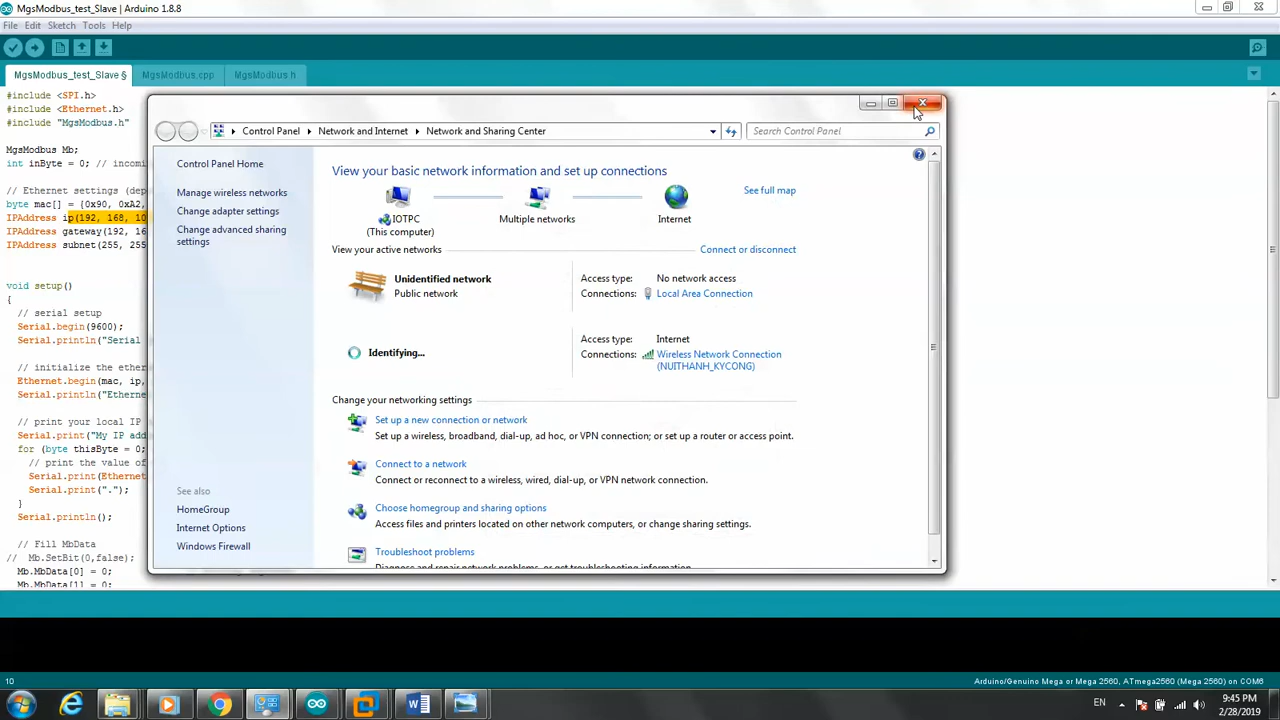 MgsModbus_test_Slave | Arduino 1.8.8
File Edit Sketch Tools Help
MgsModbus_test_Slave § MgsModbus.cpp MgsModbus.h
#include <SPI.h>
#include <Ethernet.h>
#include "MgsModbus.h"
MgsModbus Mb;
int inByte = 0; // incomi
// Ethernet settings (dep
byte mac[] = {0x90, 0xA2,
IPAddress ip(192, 168, 10
IPAddress gateway(192, 16
IPAddress subnet(255, 255
void setup()
{
// serial setup
Serial.begin(9600);
Serial.println("Serial
// initialize the ether
Ethernet.begin(mac, ip,
Serial.println("Etherne
// print your local IP
Serial.print("My IP add
for (byte thisByte = 0;
// print the value of
Serial.print(Ethernet
Serial.print(".");
}
Serial.println();
// Fill MbData
// Mb.SetBit(0,false);
Mb.MbData[0] = 0;
Mb.MbData[1] = 0;
Control Panel Network and Internet Network and Sharing Center
Search Control Panel
Control Panel Home
Manage wireless networks
Change adapter settings
Change advanced sharing
settings
See also
HomeGroup
Internet Options
Windows Firewall
View your basic network information and set up connections
See full map
IOTPC
(This computer)
Multiple networks
Internet
View your active networks
Connect or disconnect
Unidentified network
Public network
Access type: No network access
Connections: Local Area Connection
Identifying...
Access type: Internet
Connections: Wireless Network Connection
(NUITHANH_KYCONG)
Change your networking settings
Set up a new connection or network
Set up a wireless, broadband, dial-up, ad hoc, or VPN connection; or set up a router or access point.
Connect to a network
Connect or reconnect to a wireless, wired, dial-up, or VPN network connection.
Choose homegroup and sharing options
Access files and printers located on other network computers, or change sharing settings.
Troubleshoot problems
Diagnose and repair network problems, or get troubleshooting information.
10
Arduino/Genuino Mega or Mega 2560, ATmega2560 (Mega 2560) on COM6
EN
9:45 PM
2/28/2019